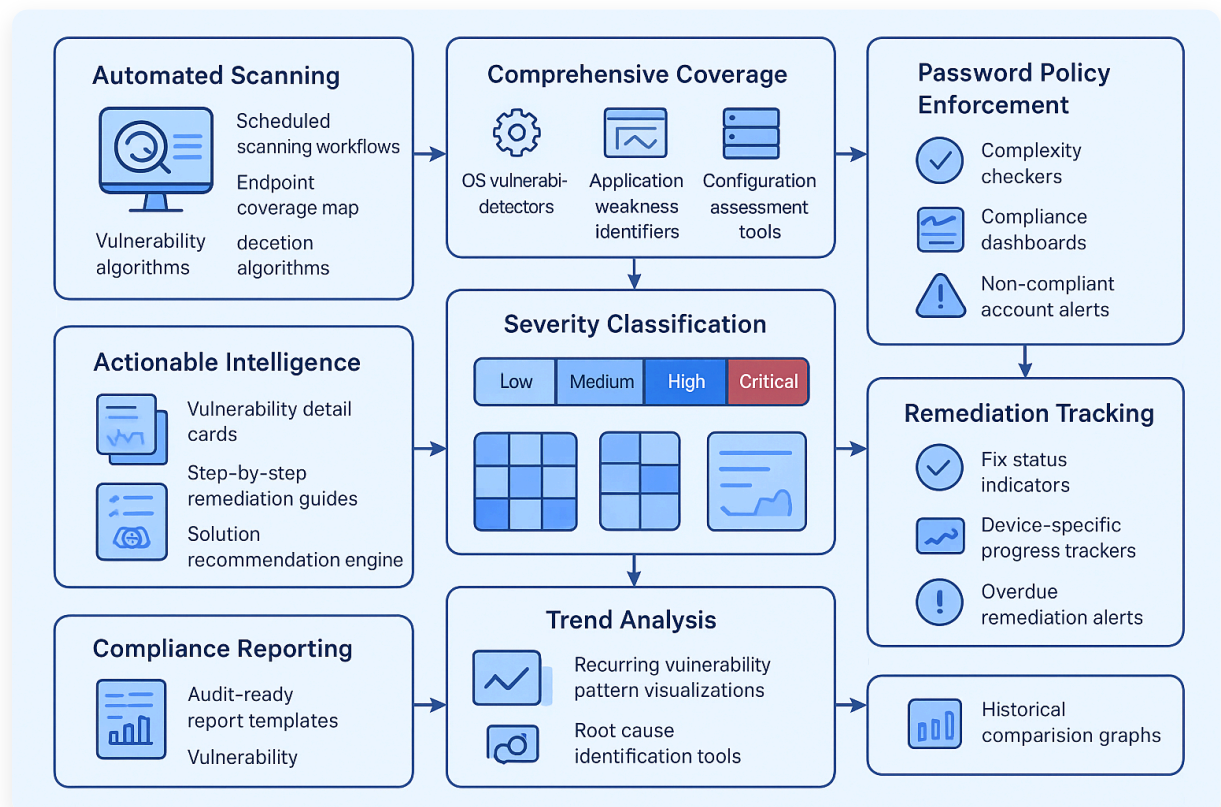 Automated Scanning
Scheduled
scanning workflows
Endpoint
coverage map
Vulnerability
algorithms
decetion
algorithms
Comprehensive Coverage
OS vulnerabi-
detectors
Application
weakness
identifiers
Configuration
assessment
tools
Password Policy
Enforcement
Complexity
checkers
Compliance
dashboards
Non-compliant
account alerts
Actionable Intelligence
Vulnerability detail
cards
Step-by-step
remediation guides
Solution
recommendation engine
Severity Classification
Low
Medium
High
Critical
Remediation Tracking
Fix status
indicators
Device-specific
progress trackers
Overdue
remediation alerts
Compliance Reporting
Audit-ready
report templates
Vulnerability
Trend Analysis
Recurring vuinerability
pattern visualizations
Root cause
identification tools
Historical
comparision graphs